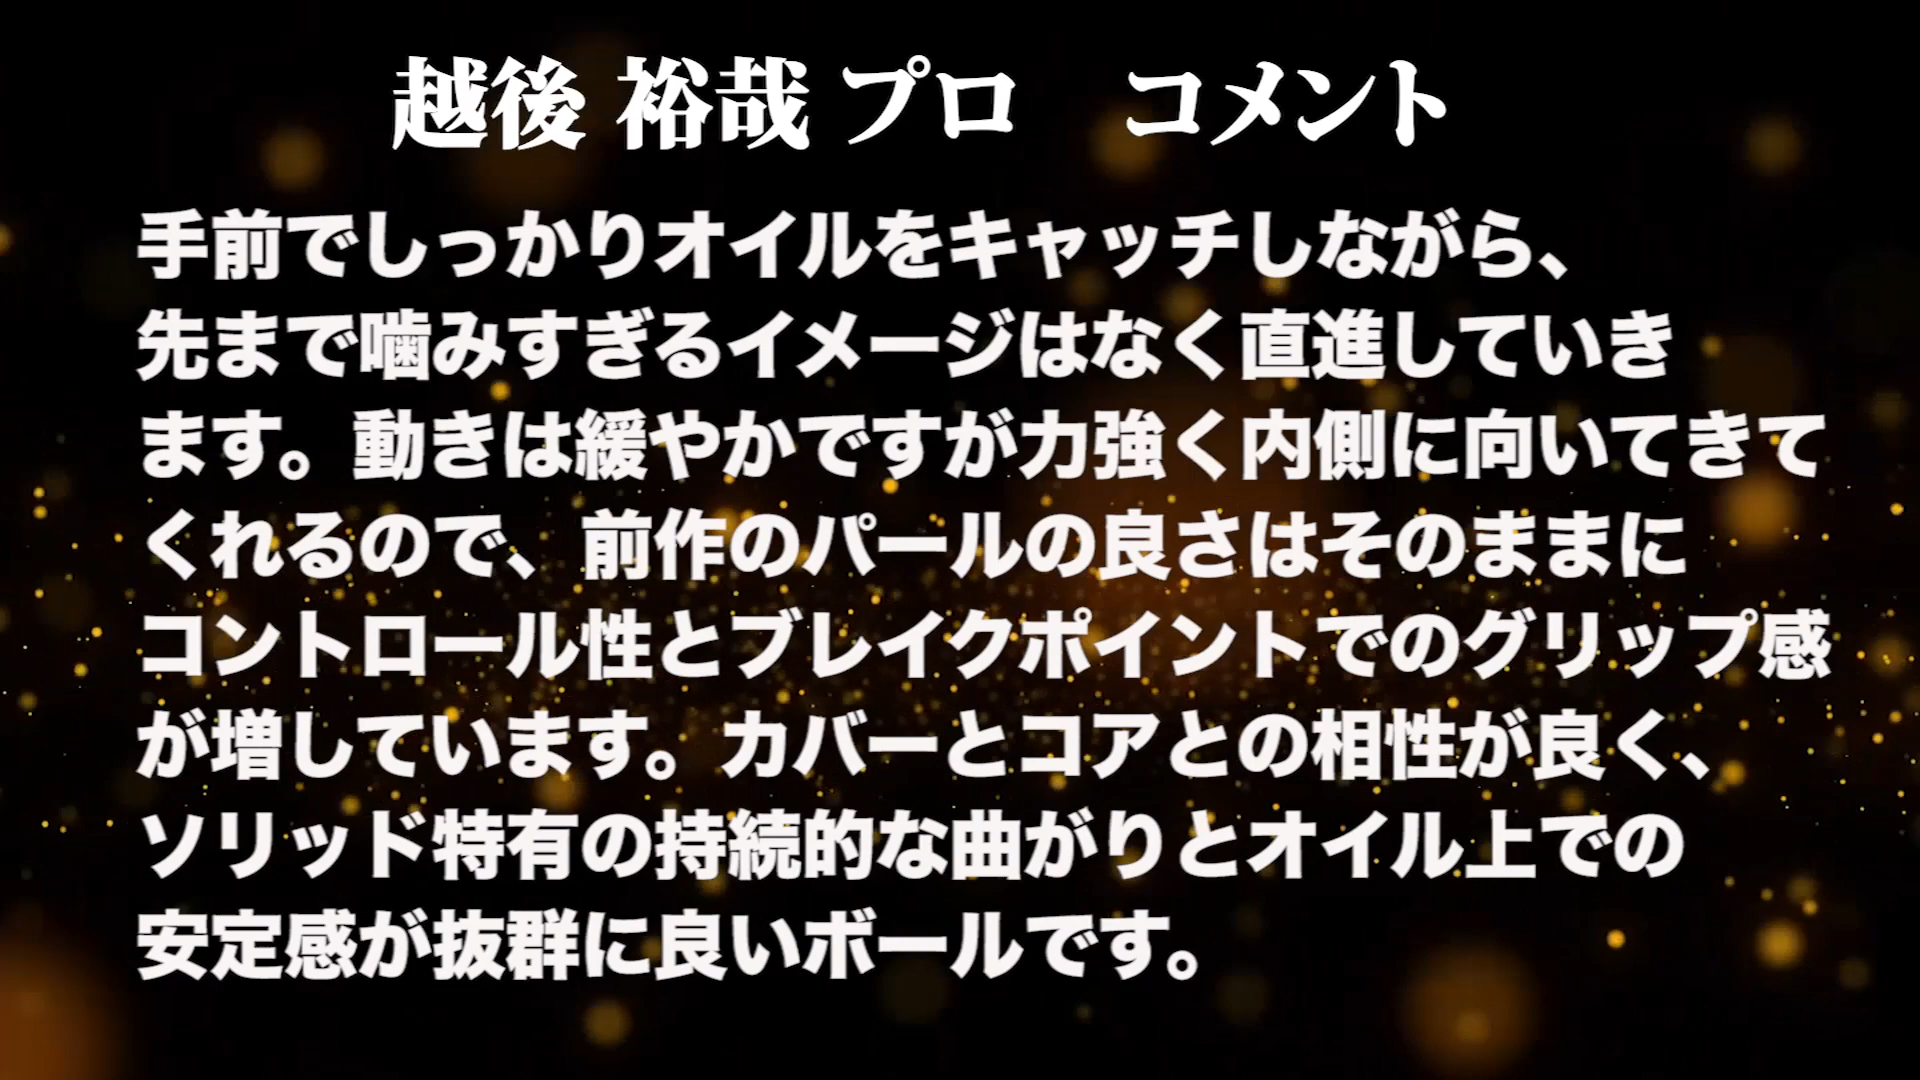 越後 裕哉 プロ　コメント
手前でしっかりオイルをキャッチしながら、
先まで噛みすぎるイメージはなく直進していき
ます。動きは緩やかですが力強く内側に向いてきて
くれるので、前作のパールの良さはそのままに
コントロール性とブレイクポイントでのグリップ感
が増しています。カバーとコアとの相性が良く、
ソリッド特有の持続的な曲がりとオイル上での
安定感が抜群に良いボールです。